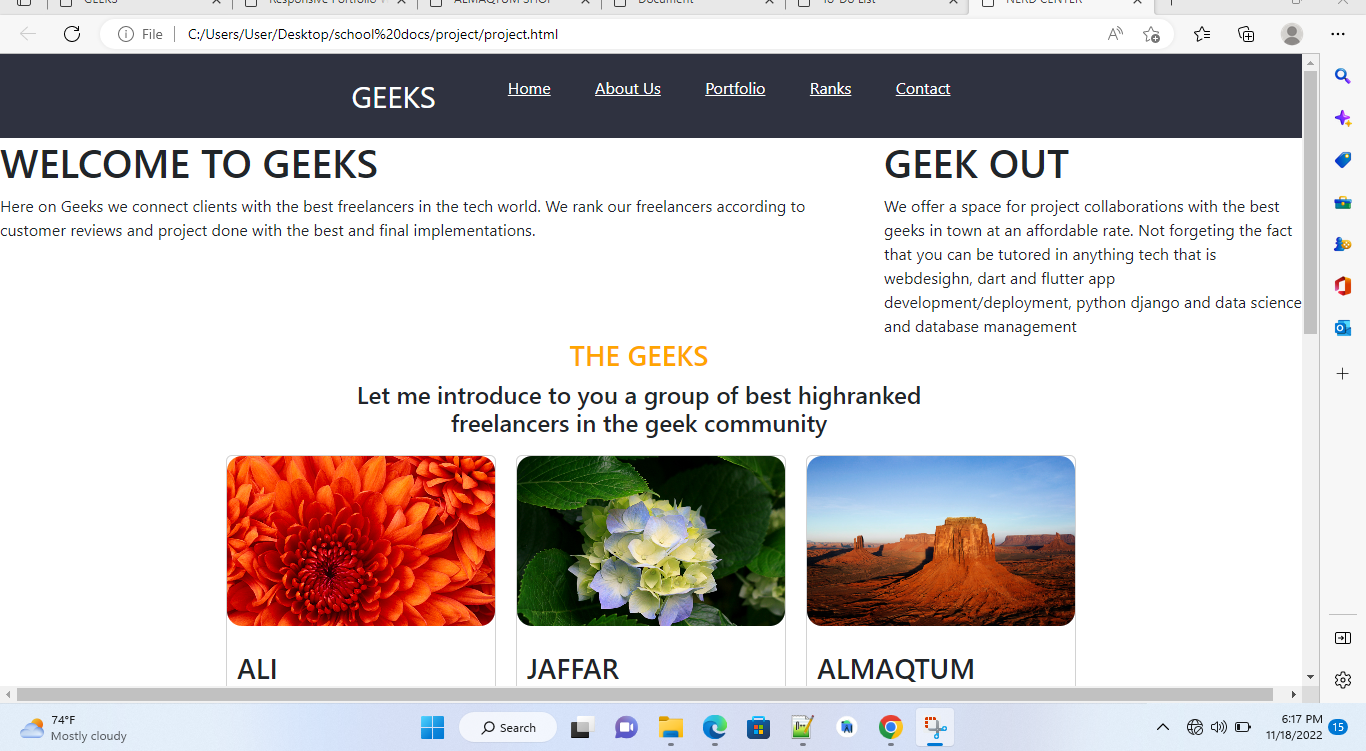 GEEKS
Responsive Portfolio
ALMAQTUM SHOP
Document
To Do List
NERD CENTER
File
C:/Users/User/Desktop/school%20docs/project/project.html
GEEKS
Home About Us Portfolio Ranks Contact
WELCOME TO GEEKS
Here on Geeks we connect clients with the best freelancers in the tech world. We rank our freelancers according to
customer reviews and project done with the best and final implementations.
GEEK OUT
We offer a space for project collaborations with the best
geeks in town at an affordable rate. Not forgeting the fact
that you can be tutored in anything tech that is
webdesighn, dart and flutter app
development/deployment, python django and data science
and database management
THE GEEKS
Let me introduce to you a group of best highranked
freelancers in the geek community
ALI
JAFFAR
ALMAQTUM
74°F
Mostly cloudy
Search
6:17 PM
11/18/2022
15